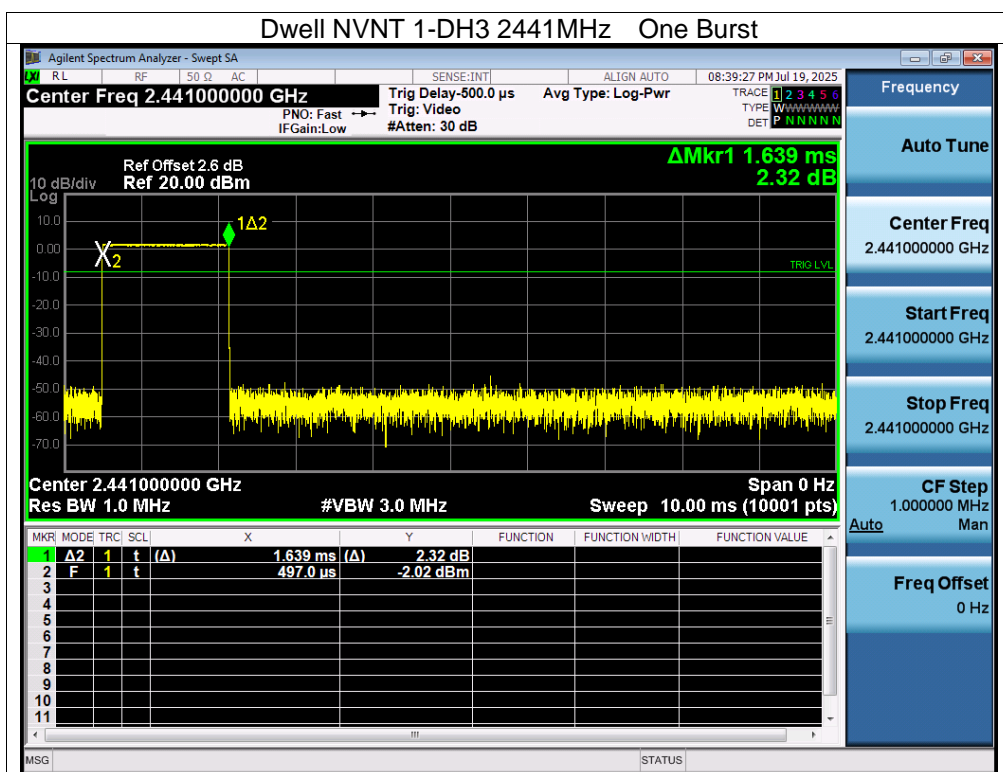 Dwell NVNT 1-DH3 2441MHz One Burst
Agilent Spectrum Analyzer - Swept SA
LXI RL RF 50 Ω AC SENSE:INT ALIGN AUTO 08:39:27 PM Jul 19, 2025
Center Freq 2.441000000 GHz
PNO: Fast
IFGain:Low
Trig Delay-500.0 µs
Trig: Video
#Atten: 30 dB
Avg Type: Log-Pwr
TRACE 1 2 3 4 5 6
TYPE WWWWWW
DET P N N N N N
ΔMkr1 1.639 ms
2.32 dB
Ref Offset 2.6 dB
10 dB/div Ref 20.00 dBm
Log
10.0
0.00
-10.0
-20.0
-30.0
-40.0
-50.0
-60.0
-70.0
1Δ2
X2
TRIG LVL
Center 2.441000000 GHz Span 0 Hz
Res BW 1.0 MHz #VBW 3.0 MHz Sweep 10.00 ms (10001 pts)
MKR MODE TRC SCL X Y FUNCTION FUNCTION WIDTH FUNCTION VALUE
1 Δ2 1 t (Δ) 1.639 ms (Δ) 2.32 dB
2 F 1 t 497.0 µs -2.02 dBm
3
4
5
6
7
8
9
10
11
MSG STATUS
Frequency
Auto Tune
Center Freq
2.441000000 GHz
Start Freq
2.441000000 GHz
Stop Freq
2.441000000 GHz
CF Step
1.000000 MHz
Auto Man
Freq Offset
0 Hz